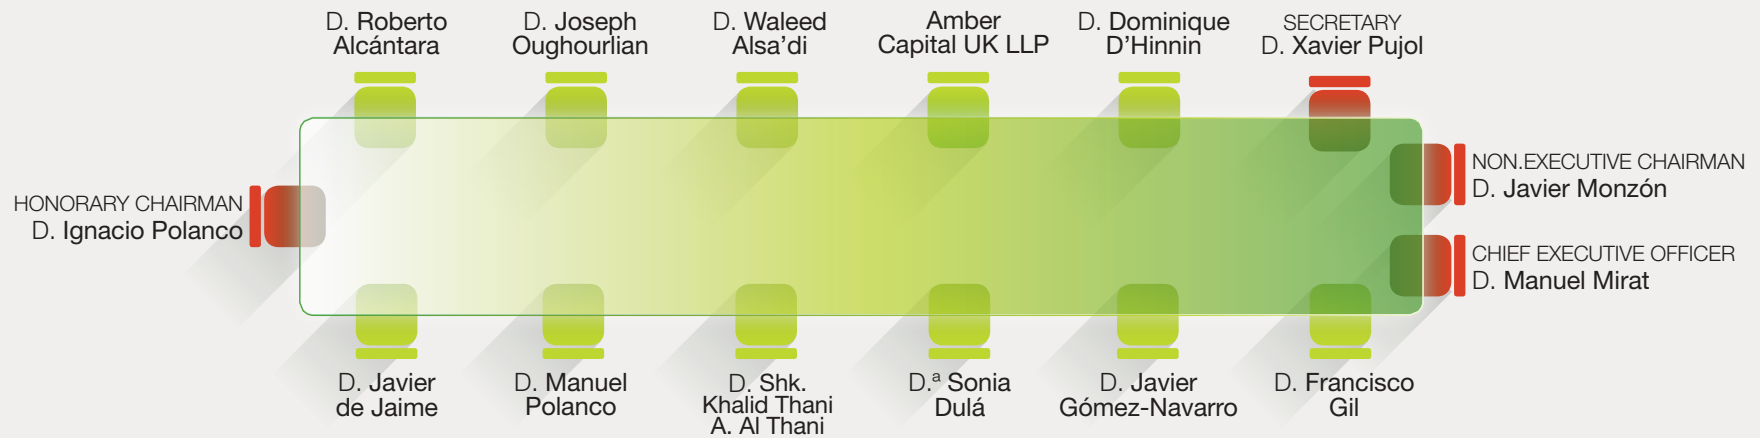 D. Roberto
Alcántara
D. Joseph
Oughourlian
D. Waleed
Alsa’di
Amber
Capital UK LLP
D. Dominique
D’Hinnin
SECRETARY
D. Xavier Pujol
HONORARY CHAIRMAN
D. Ignacio Polanco
NON.EXECUTIVE CHAIRMAN
D. Javier Monzón
CHIEF EXECUTIVE OFFICER
D. Manuel Mirat
D. Javier
de Jaime
D. Manuel
Polanco
D. Shk.
Khalid Thani
A. Al Thani
D.ª Sonia
Dulá
D. Javier
Gómez-Navarro
D. Francisco
Gil